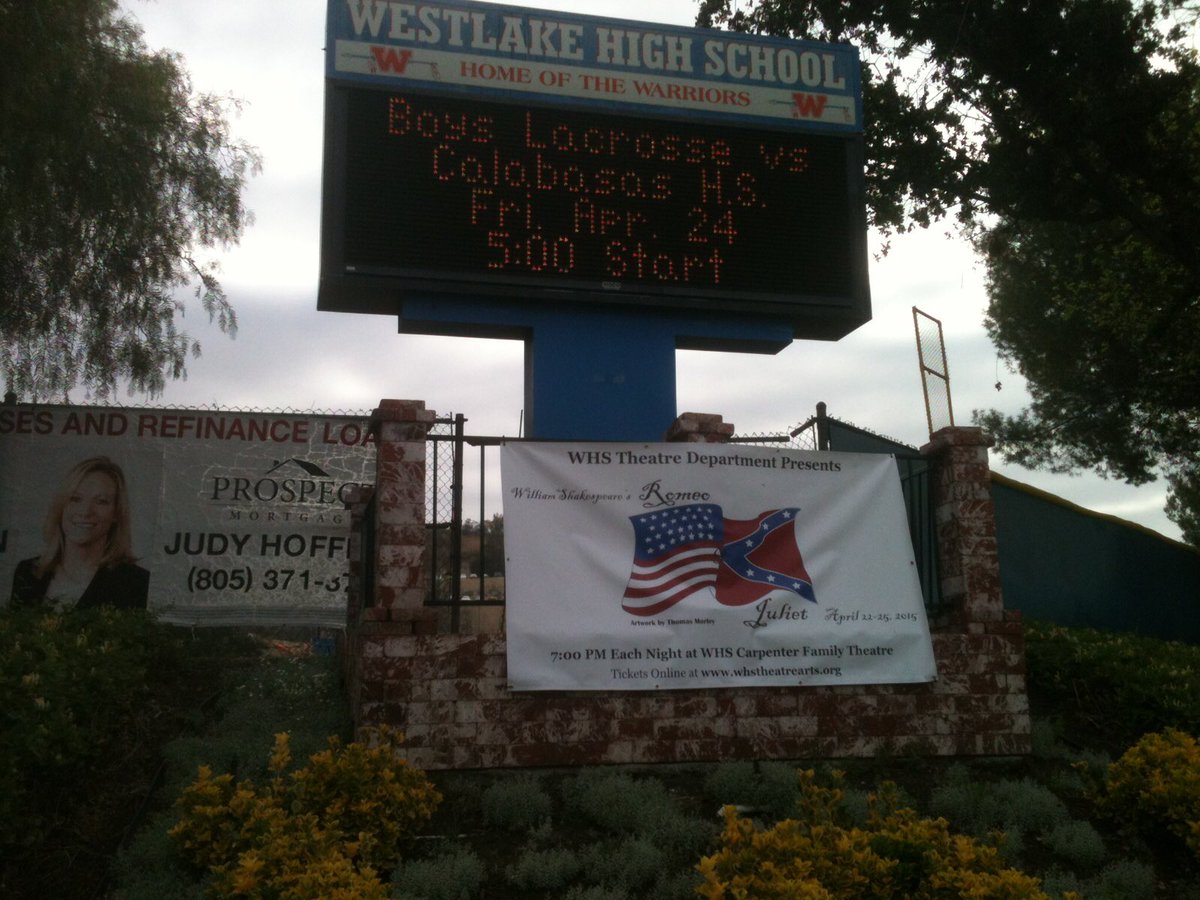 WESTLAKE HIGH SCHOOL
W HOME OF THE WARRIORS W
Boys Lacrosse vs
Calabasas H.S.
Fri. Apr. 24
5:00 Start
SES AND REFINANCE LOA
PROSPEC
MORTGAG
JUDY HOFF
(805) 371-37
WHS Theatre Department Presents
William Shakespeare's Romeo
Juliet April 22-25, 2015
Artwork by Thomas Morley
7:00 PM Each Night at WHS Carpenter Family Theatre
Tickets Online at www.whstheatrearts.org